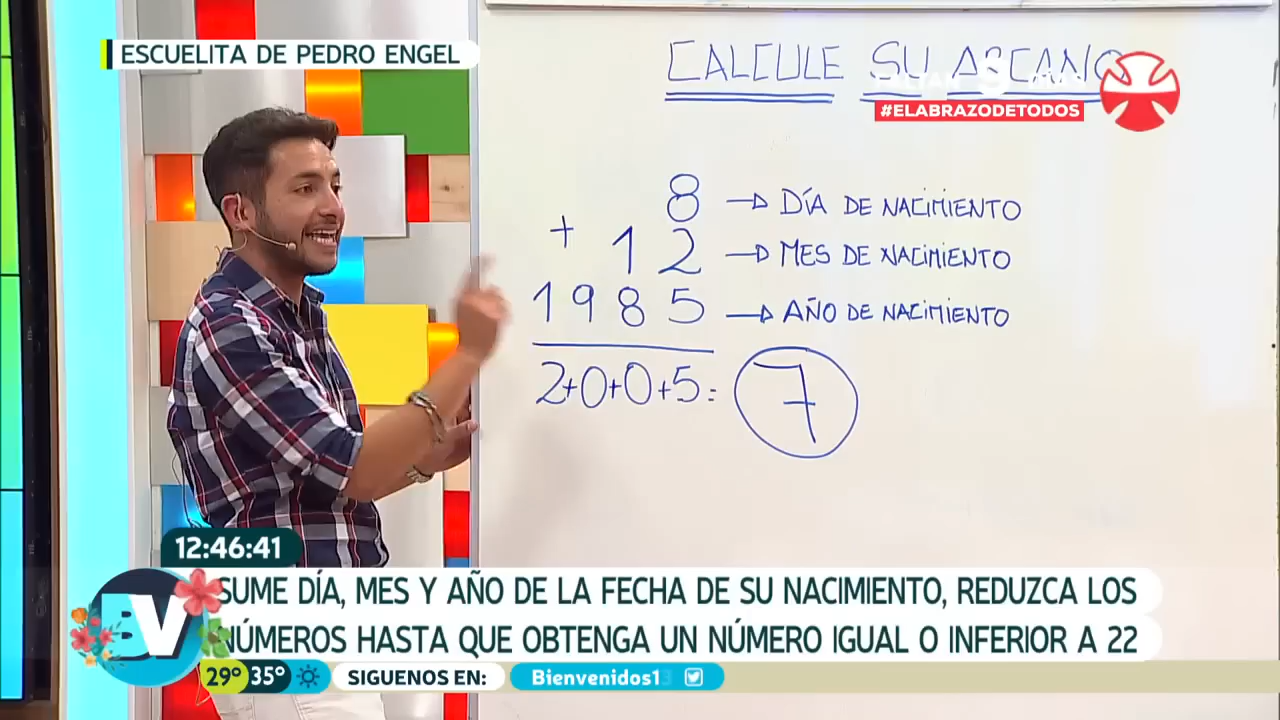 ESCUELITA DE PEDRO ENGEL
CALCULE SU ARCANO
#ELABRAZODETODOS
8 → DÍA DE NACIMIENTO
+ 12 → MES DE NACIMIENTO
1985 → AÑO DE NACIMIENTO
2+0+0+5= 7
12:46:41
SUME DÍA, MES Y AÑO DE LA FECHA DE SU NACIMIENTO, REDUZCA LOS
NÚMEROS HASTA QUE OBTENGA UN NÚMERO IGUAL O INFERIOR A 22
BV
29° 35° SIGUENOS EN: Bienvenidos13